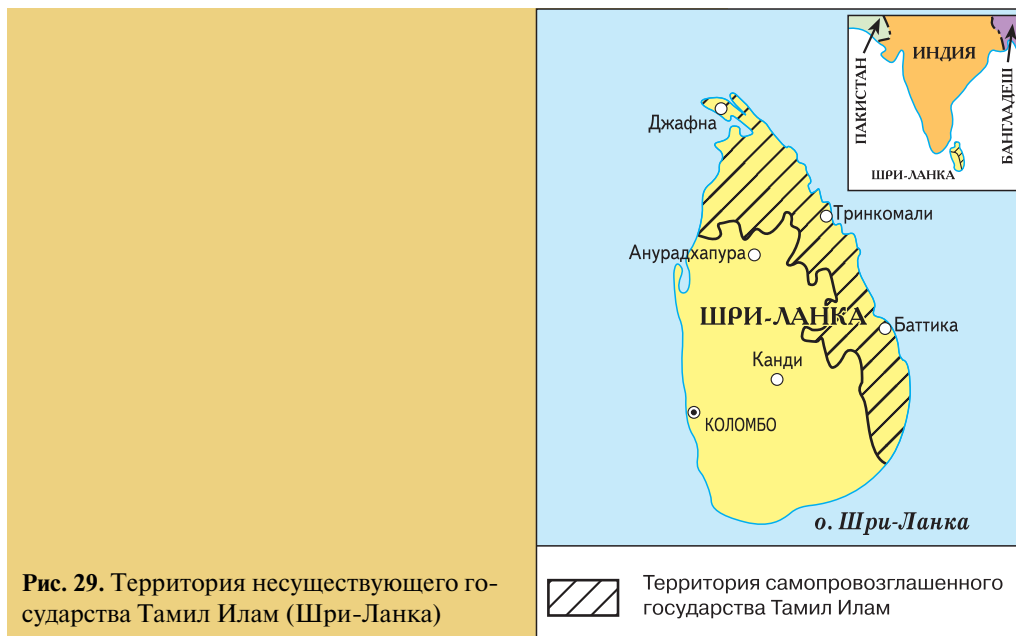 ПАКИСТАН
ИНДИЯ
БАНГЛАДЕШ
ШРИ-ЛАНКА
Джафна
Тринкомали
Анурадхапура
ШРИ-ЛАНКА
Баттика
Канди
КОЛОМБО
о. Шри-Ланка
Рис. 29. Территория несуществующего го-
сударства Тамил Илам (Шри-Ланка)
Территория самопровозглашенного
государства Тамил Илам